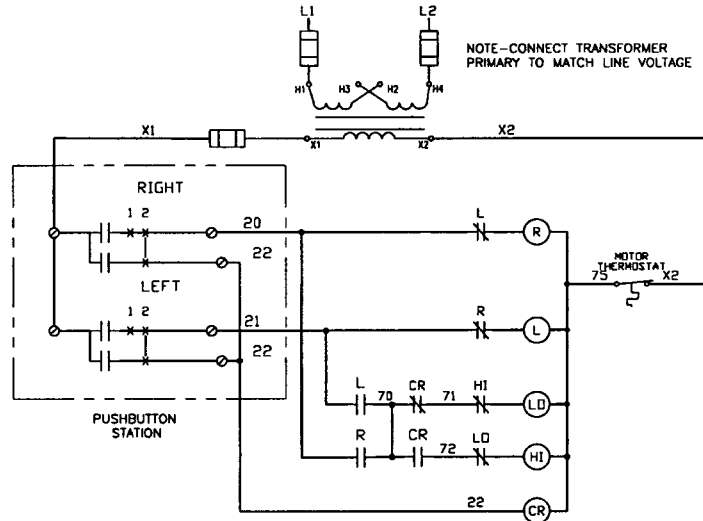 L1 L2
NOTE-CONNECT TRANSFORMER
PRIMARY TO MATCH LINE VOLTAGE
H1 H3 H2 H4
X1 X1 X2 X2
RIGHT
1 2 20 L R
22
MOTOR
THERMOSTAT
75 X2
LEFT
1 2 21 R L
22
L 70 CR 71 HI LO
PUSHBUTTON
STATION
R CR 72 LO HI
22 CR